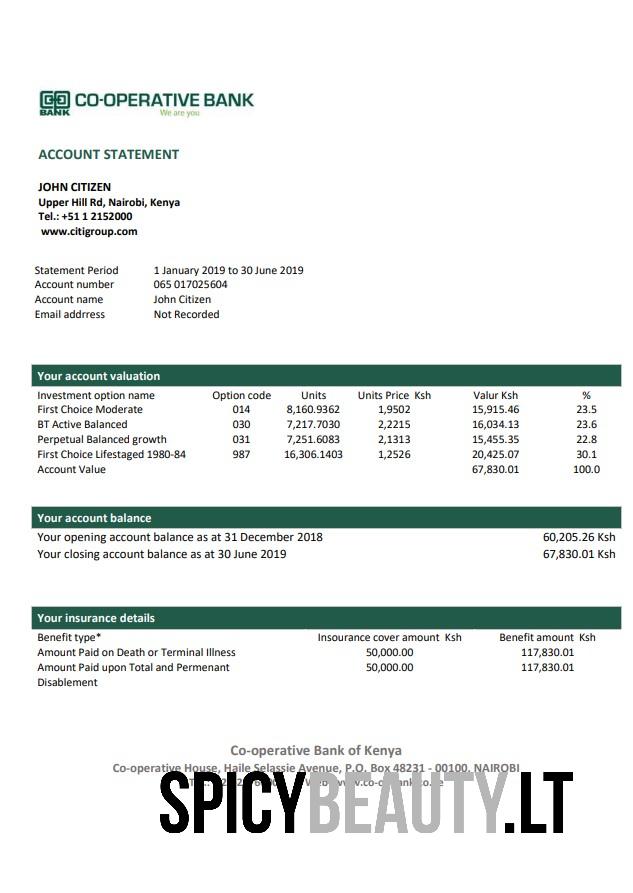 CO-OPERATIVE BANK
BANK
We are you
ACCOUNT STATEMENT
JOHN CITIZEN
Upper Hill Rd, Nairobi, Kenya
Tel.: +51 1 2152000
www.citigroup.com
Statement Period 1 January 2019 to 30 June 2019
Account number 065 017025604
Account name John Citizen
Email addrress Not Recorded
Your account valuation
Investment option name Option code Units Units Price Ksh Valur Ksh %
First Choice Moderate 014 8,160.9362 1,9502 15,915.46 23.5
BT Active Balanced 030 7,217.7030 2,2215 16,034.13 23.6
Perpetual Balanced growth 031 7,251.6083 2,1313 15,455.35 22.8
First Choice Lifestaged 1980-84 987 16,306.1403 1,2526 20,425.07 30.1
Account Value 67,830.01 100.0
Your account balance
Your opening account balance as at 31 December 2018 60,205.26 Ksh
Your closing account balance as at 30 June 2019 67,830.01 Ksh
Your insurance details
Benefit type* Insourance cover amount Ksh Benefit amount Ksh
Amount Paid on Death or Terminal Illness 50,000.00 117,830.01
Amount Paid upon Total and Permenant 50,000.00 117,830.01
Disablement
Co-operative Bank of Kenya
Co-operative House, Haile Selassie Avenue, P.O. Box 48231 - 00100, NAIROBI
SPICYBEAUTY.LT